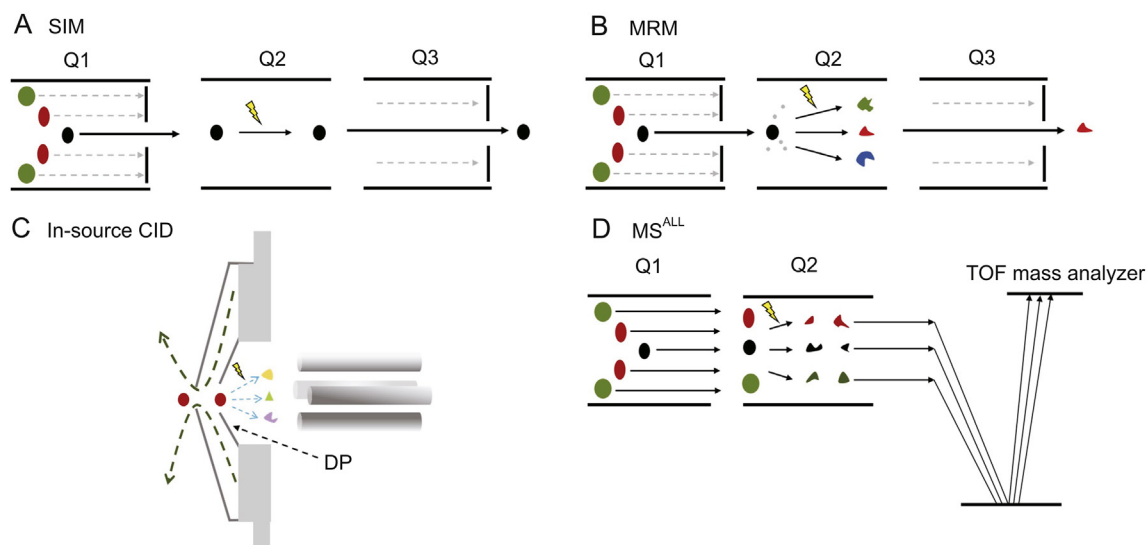 A SIM
Q1 Q2 Q3
B MRM
Q1 Q2 Q3
C In-source CID
DP
D MS^ALL
Q1 Q2
TOF mass analyzer